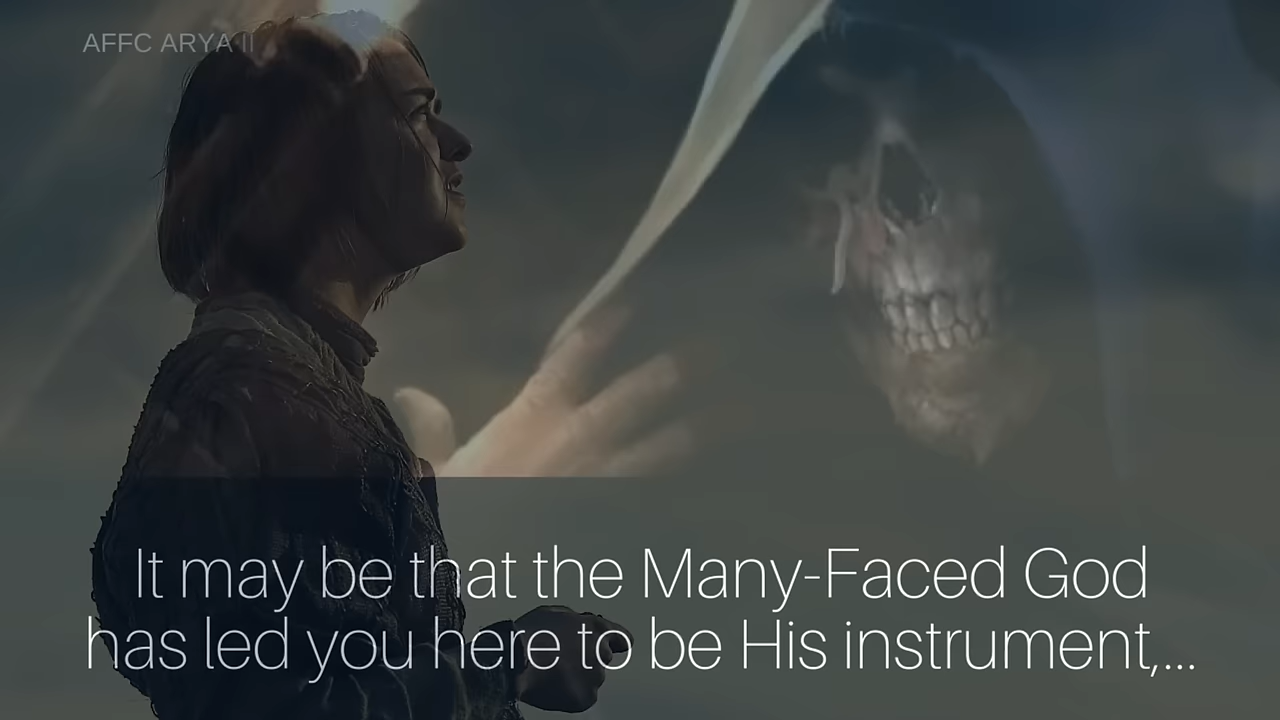 AFFC ARYA II
It may be that the Many-Faced God
has led you here to be His instrument,...